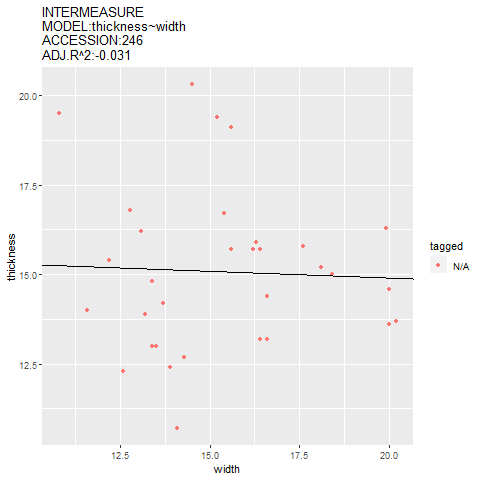 INTERMEASURE
MODEL:thickness~width
ACCESSION:246
ADJ.R^2:-0.031
20.0
17.5
15.0
12.5
thickness
12.5 15.0 17.5 20.0
width
tagged
N/A